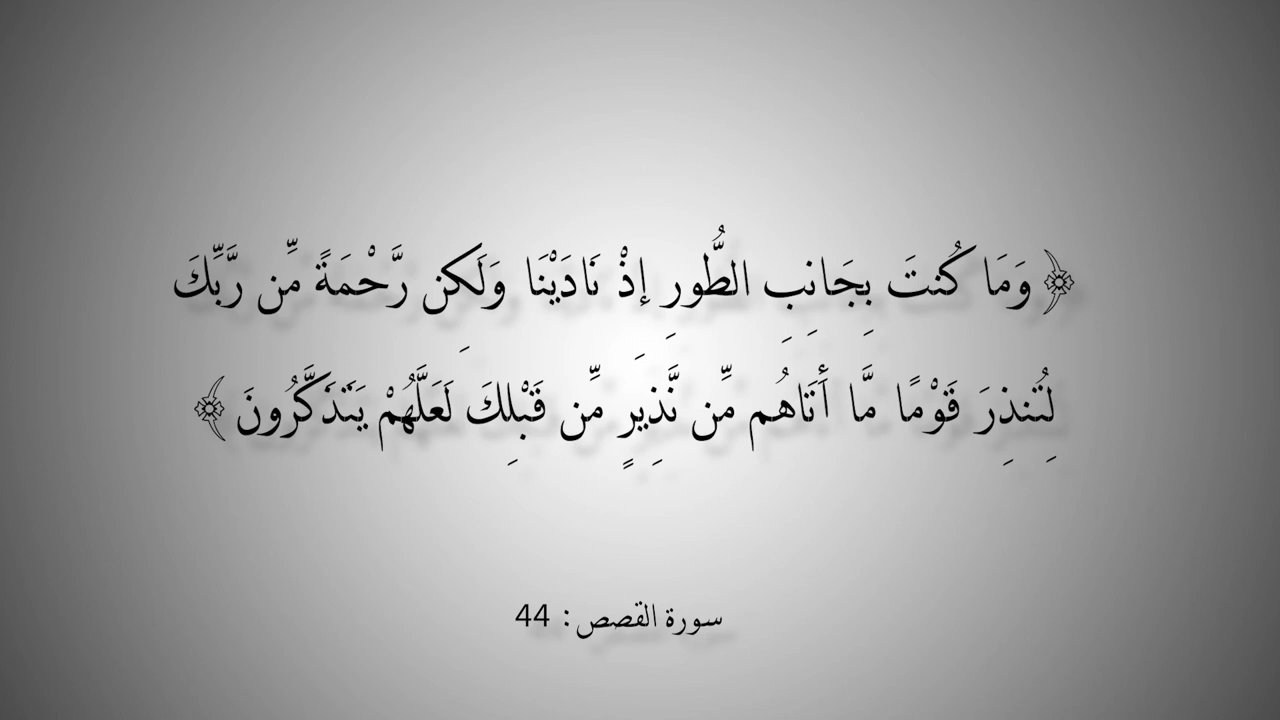 ﴿ وَمَا كُنتَ بِجَانِبِ الطُّورِ إِذْ نَادَيْنَا وَلَكِن رَّحْمَةً مِّن رَّبِّكَ
لِتُنذِرَ قَوْمًا مَّا أَتَاهُم مِّن نَّذِيرٍ مِّن قَبْلِكَ لَعَلَّهُمْ يَتَذَكَّرُونَ ﴾
سورة القصص : 44